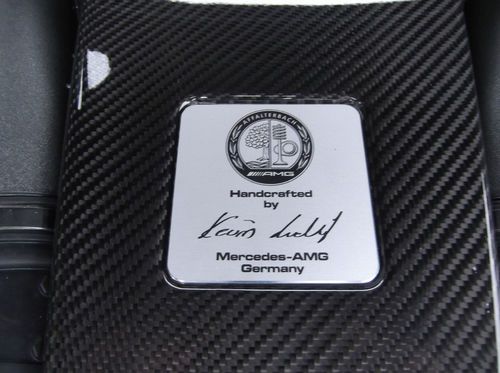 AFFALTERBACH
AMG
Handcrafted
by
Mercedes-AMG
Germany